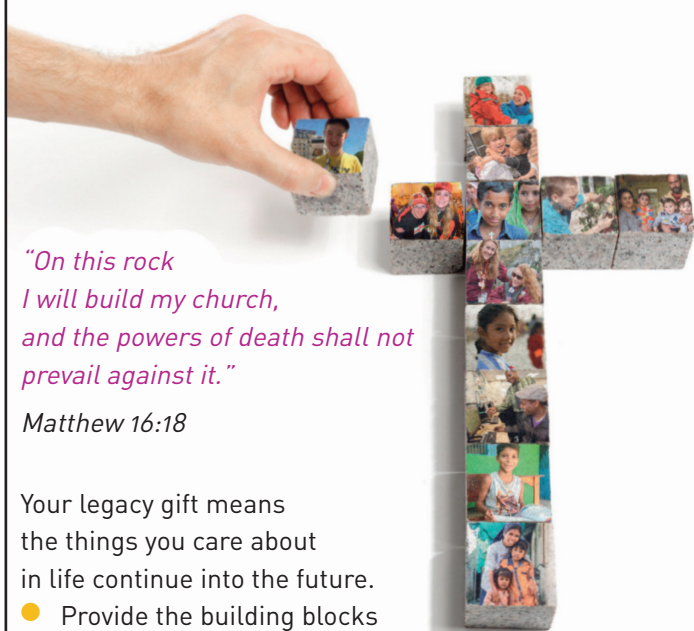 “On this rock
I will build my church,
and the powers of death shall not
prevail against it.”
Matthew 16:18
Your legacy gift means
the things you care about
in life continue into the future.
● Provide the building blocks